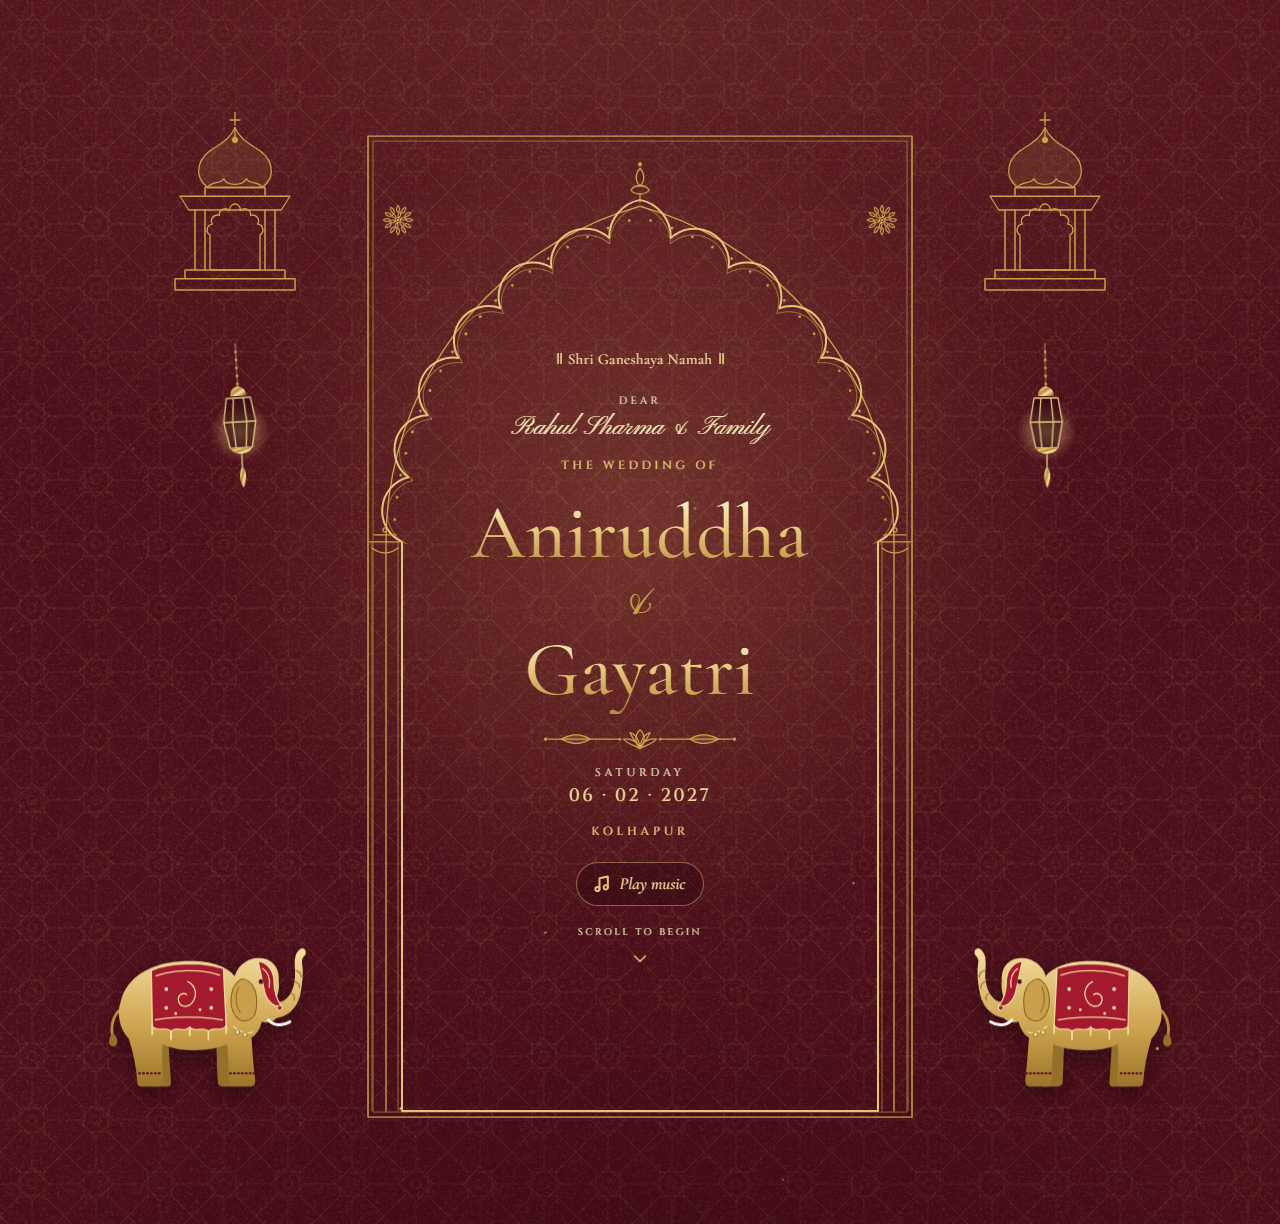 ॥ Shri Ganeshaya Namah ॥
DEAR
Rahul Sharma & Family
THE WEDDING OF
Aniruddha
&
Gayatri
SATURDAY
06 · 02 · 2027
KOLHAPUR
Play music
SCROLL TO BEGIN